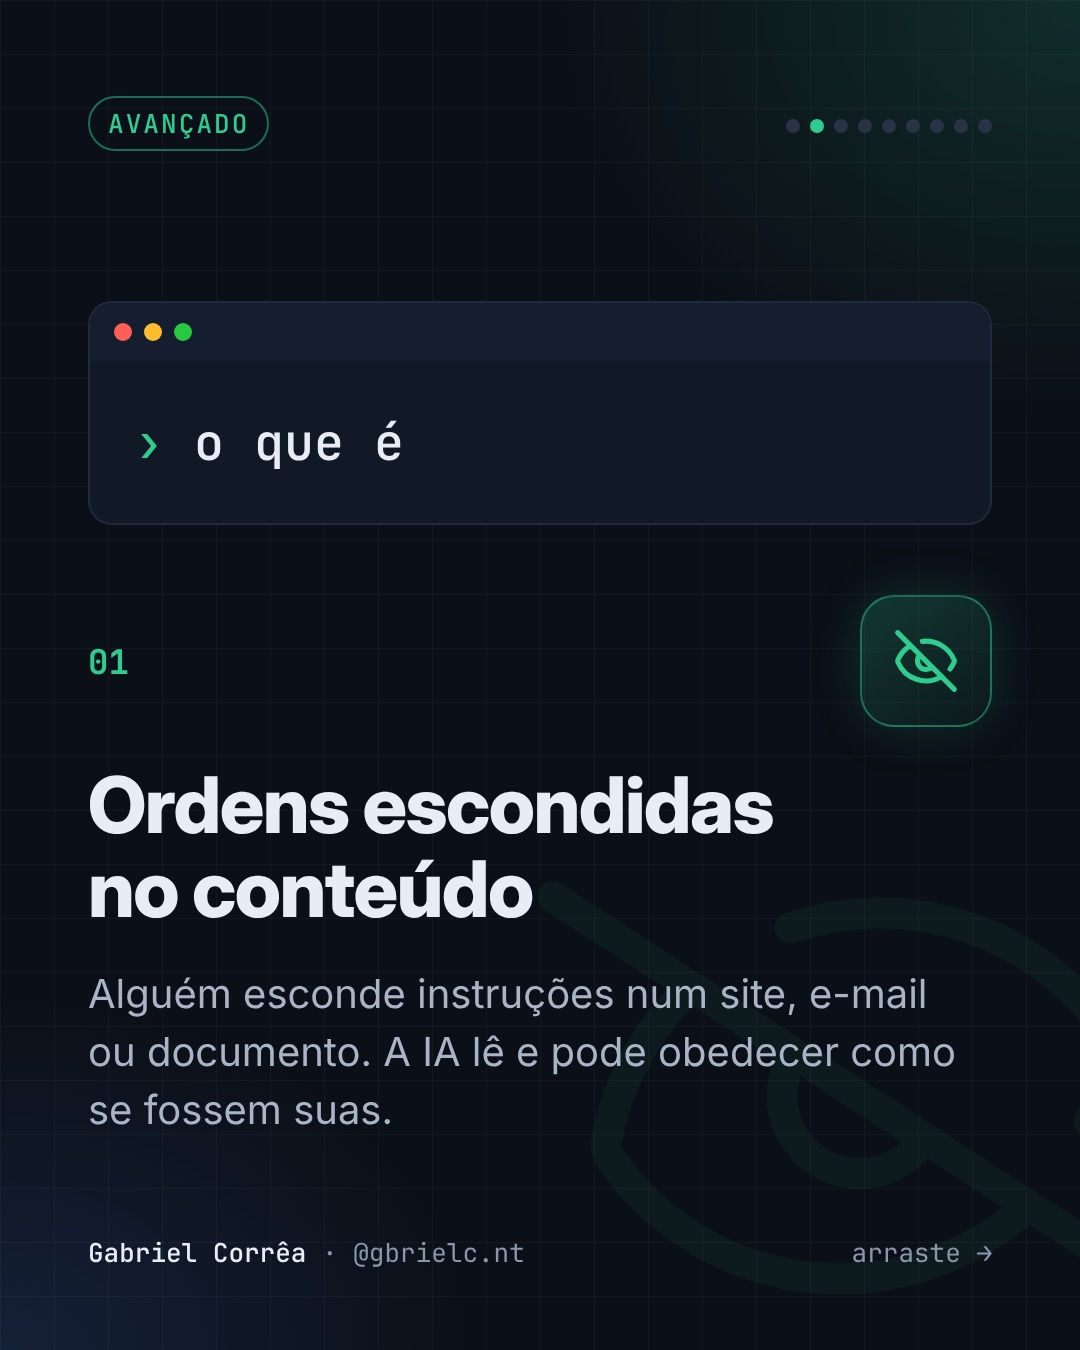 AVANÇADO
› o que é
01
Ordens escondidas
no conteúdo
Alguém esconde instruções num site, e-mail
ou documento. A IA lê e pode obedecer como
se fossem suas.
Gabriel Corrêa · @gbrielc.nt
arraste →